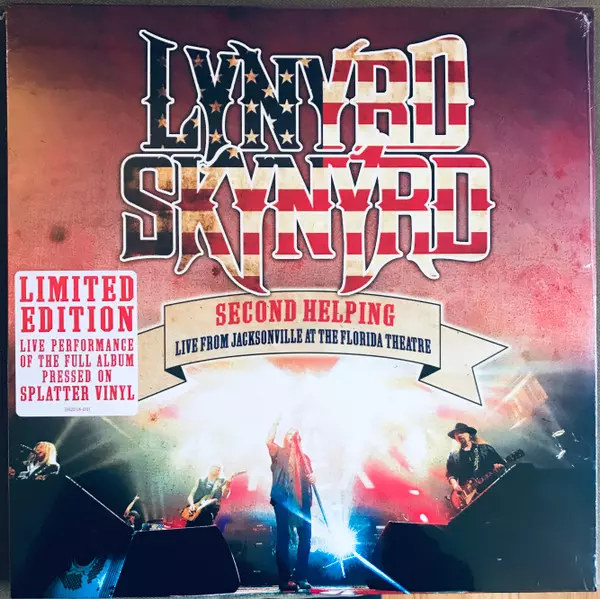 LYNYRD
SKYNYRD
SECOND HELPING
LIVE FROM JACKSONVILLE AT THE FLORIDA THEATRE
LIMITED
EDITION
LIVE PERFORMANCE
OF THE FULL ALBUM
PRESSED ON
SPLATTER VINYL